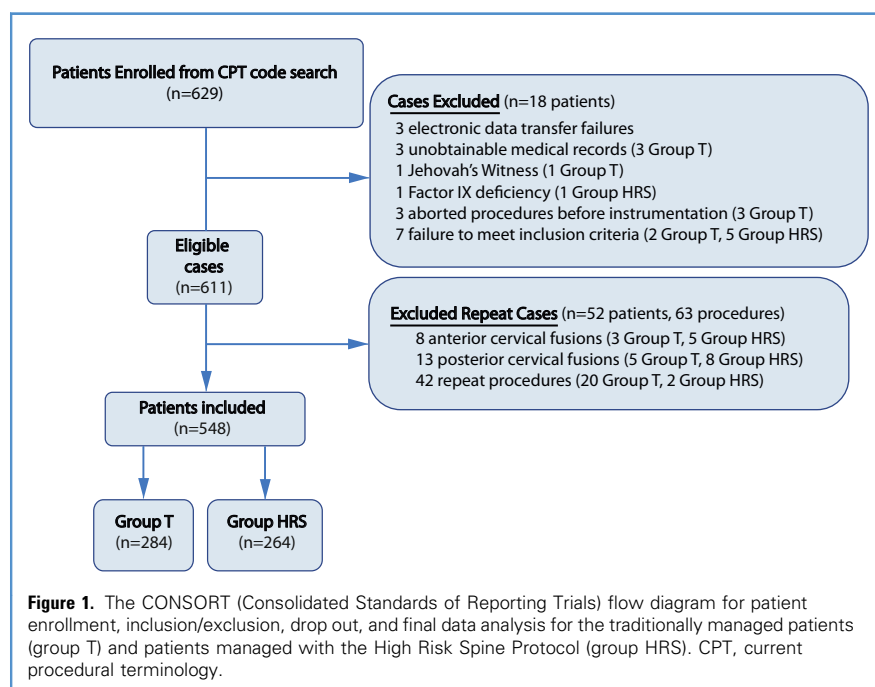 Patients Enrolled from CPT code search
(n=629)
Cases Excluded (n=18 patients)
3 electronic data transfer failures
3 unobtainable medical records (3 Group T)
1 Jehovah's Witness (1 Group T)
1 Factor IX deficiency (1 Group HRS)
3 aborted procedures before instrumentation (3 Group T)
7 failure to meet inclusion criteria (2 Group T, 5 Group HRS)
Eligible
cases
(n=611)
Excluded Repeat Cases (n=52 patients, 63 procedures)
8 anterior cervical fusions (3 Group T, 5 Group HRS)
13 posterior cervical fusions (5 Group T, 8 Group HRS)
42 repeat procedures (20 Group T, 2 Group HRS)
Patients included
(n=548)
Group T
(n=284)
Group HRS
(n=264)
Figure 1. The CONSORT (Consolidated Standards of Reporting Trials) flow diagram for patient
enrollment, inclusion/exclusion, drop out, and final data analysis for the traditionally managed patients
(group T) and patients managed with the High Risk Spine Protocol (group HRS). CPT, current
procedural terminology.